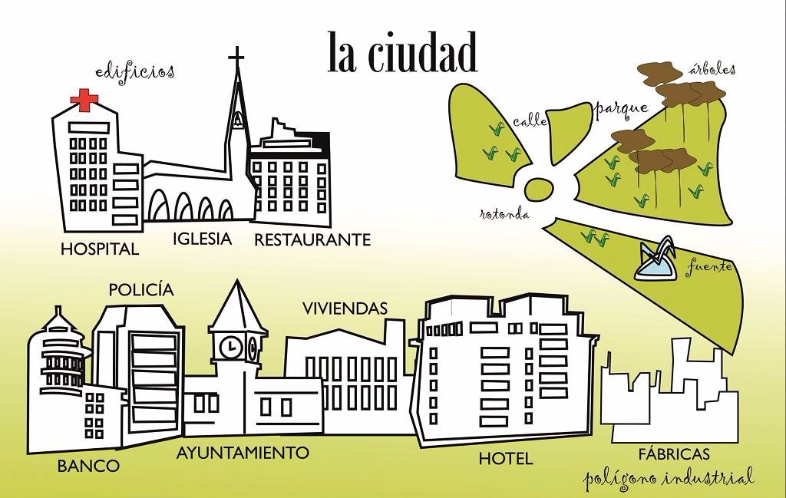 la ciudad
edificios
árboles
calle
parque
rotonda
fuente
HOSPITAL
IGLESIA
RESTAURANTE
POLICÍA
VIVIENDAS
BANCO
AYUNTAMIENTO
HOTEL
FÁBRICAS
polígono industrial